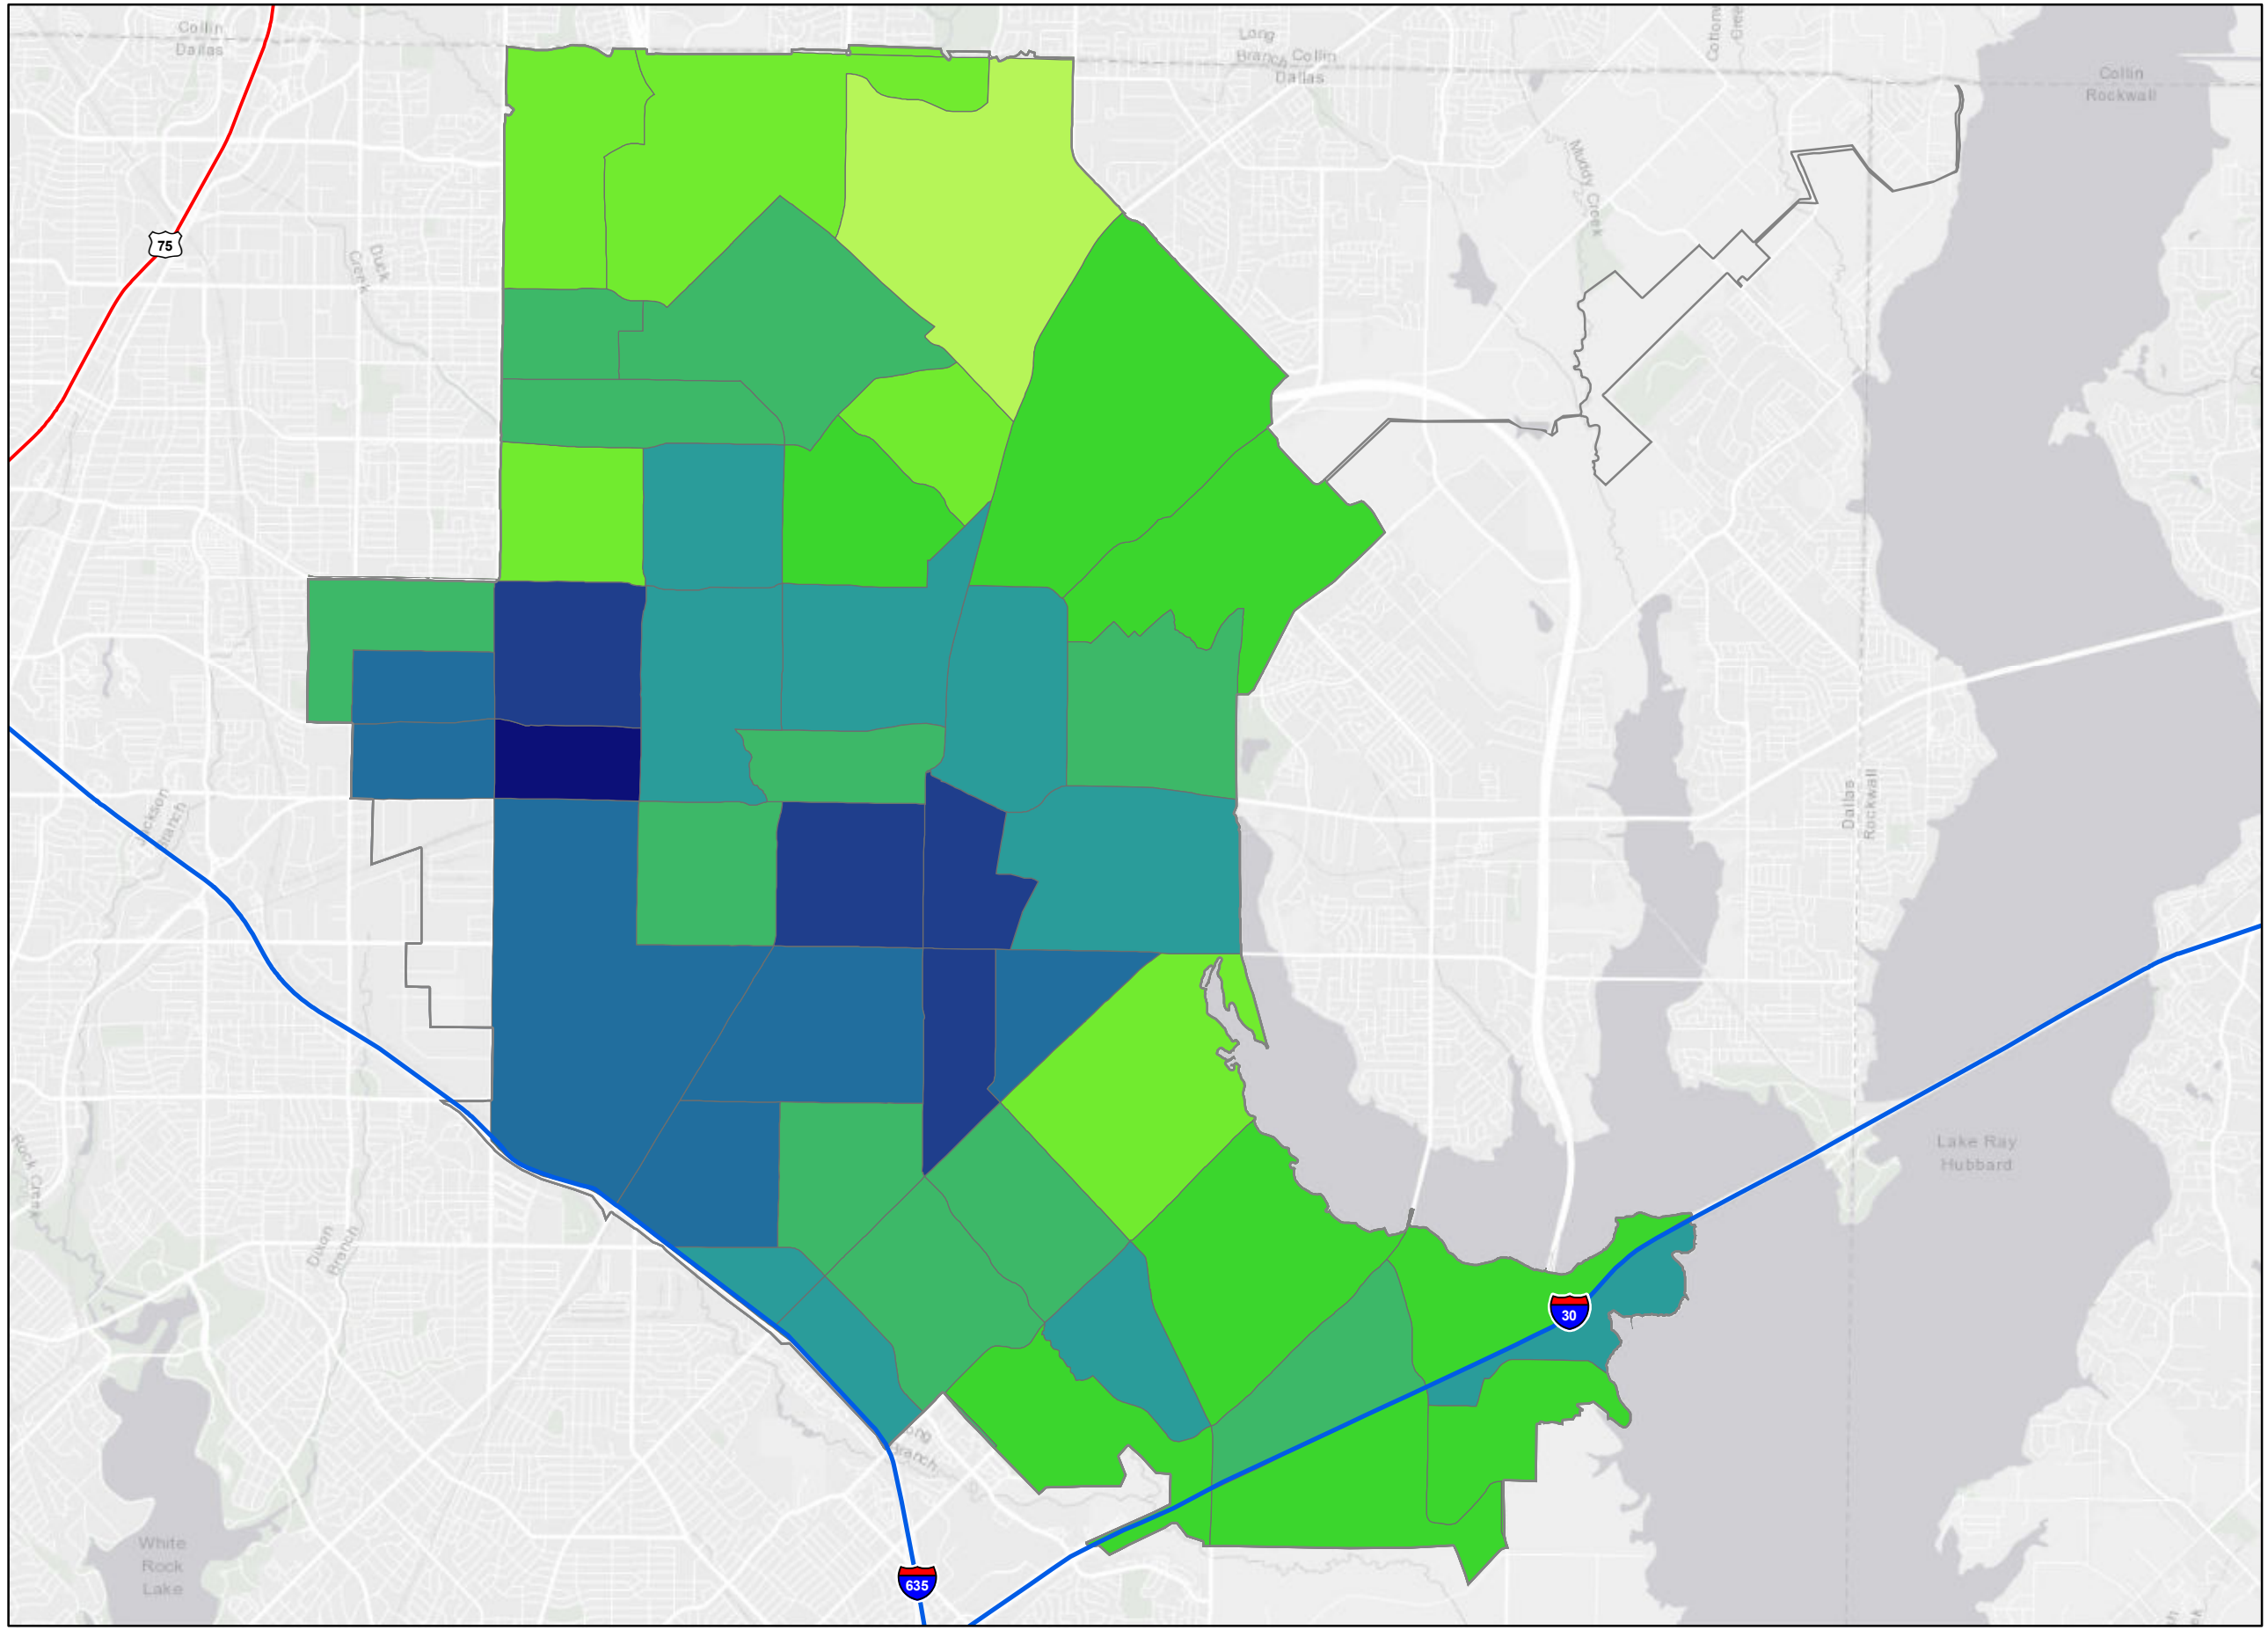 Collin
Dallas
Long
Branch
Collin
Dallas
Collin
Rockwall
Muddy Creek
75
Duck
Creek
Jackson
Branch
Dallas
Rockwall
Rock Creek
Lake Ray
Hubbard
Dixon
Branch
30
Branch
White
Rock
Lake
635